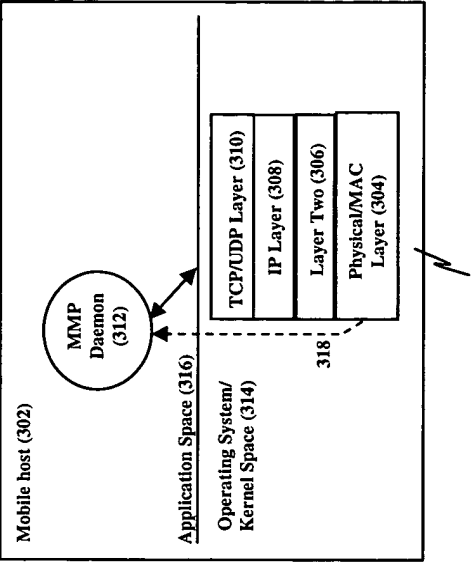 Mobile host (302)
MMP
Daemon
(312)
Application Space (316)
Operating System/
Kernel Space (314)
318
TCP/UDP Layer (310)
IP Layer (308)
Layer Two (306)
Physical/MAC
Layer (304)